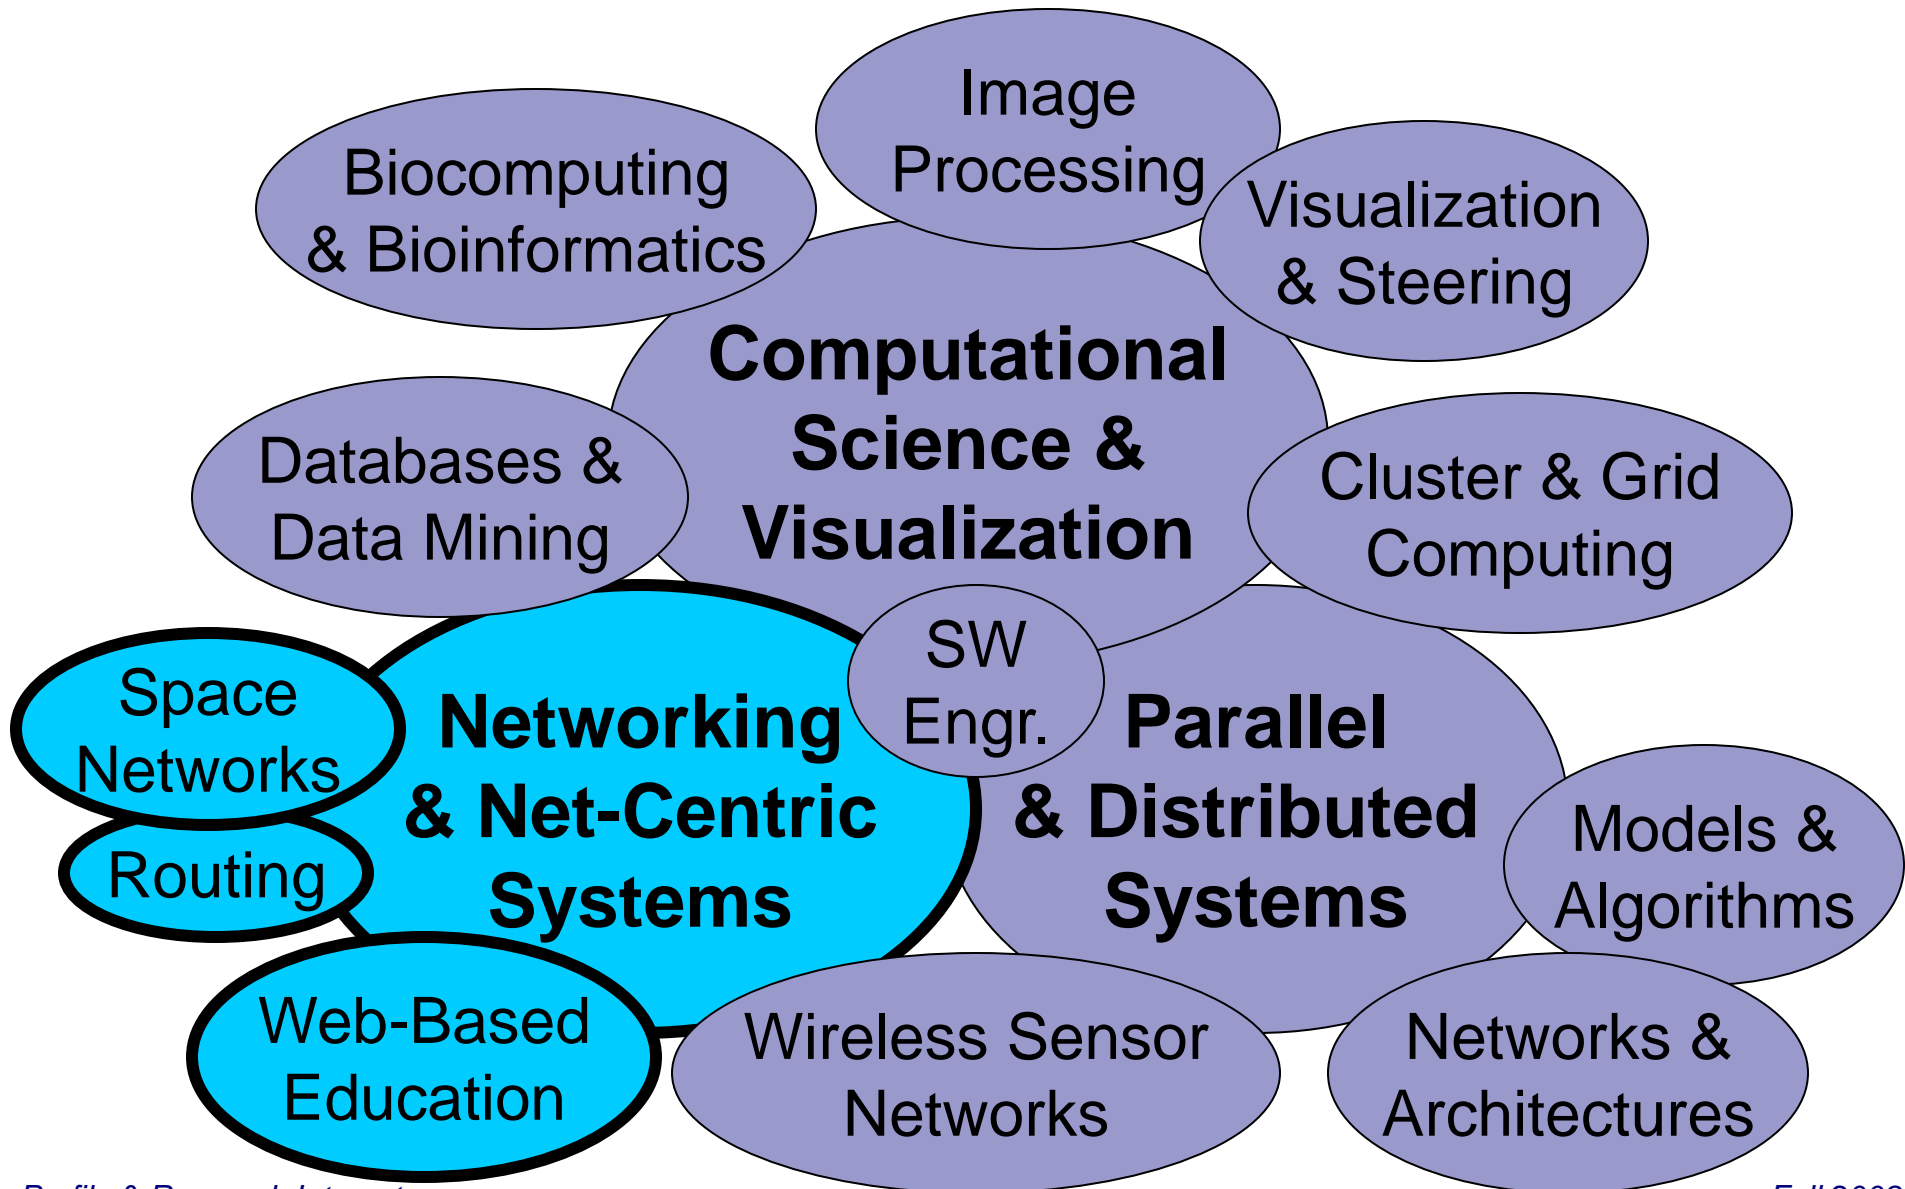 Image
Processing
Biocomputing
& Bioinformatics
Visualization
& Steering
Computational
Science &
Visualization
Databases &
Data Mining
Cluster & Grid
Computing
SW
Engr.
Space
Networks
Networking
& Net-Centric
Systems
Parallel
& Distributed
Systems
Models &
Algorithms
Routing
Web-Based
Education
Wireless Sensor
Networks
Networks &
Architectures